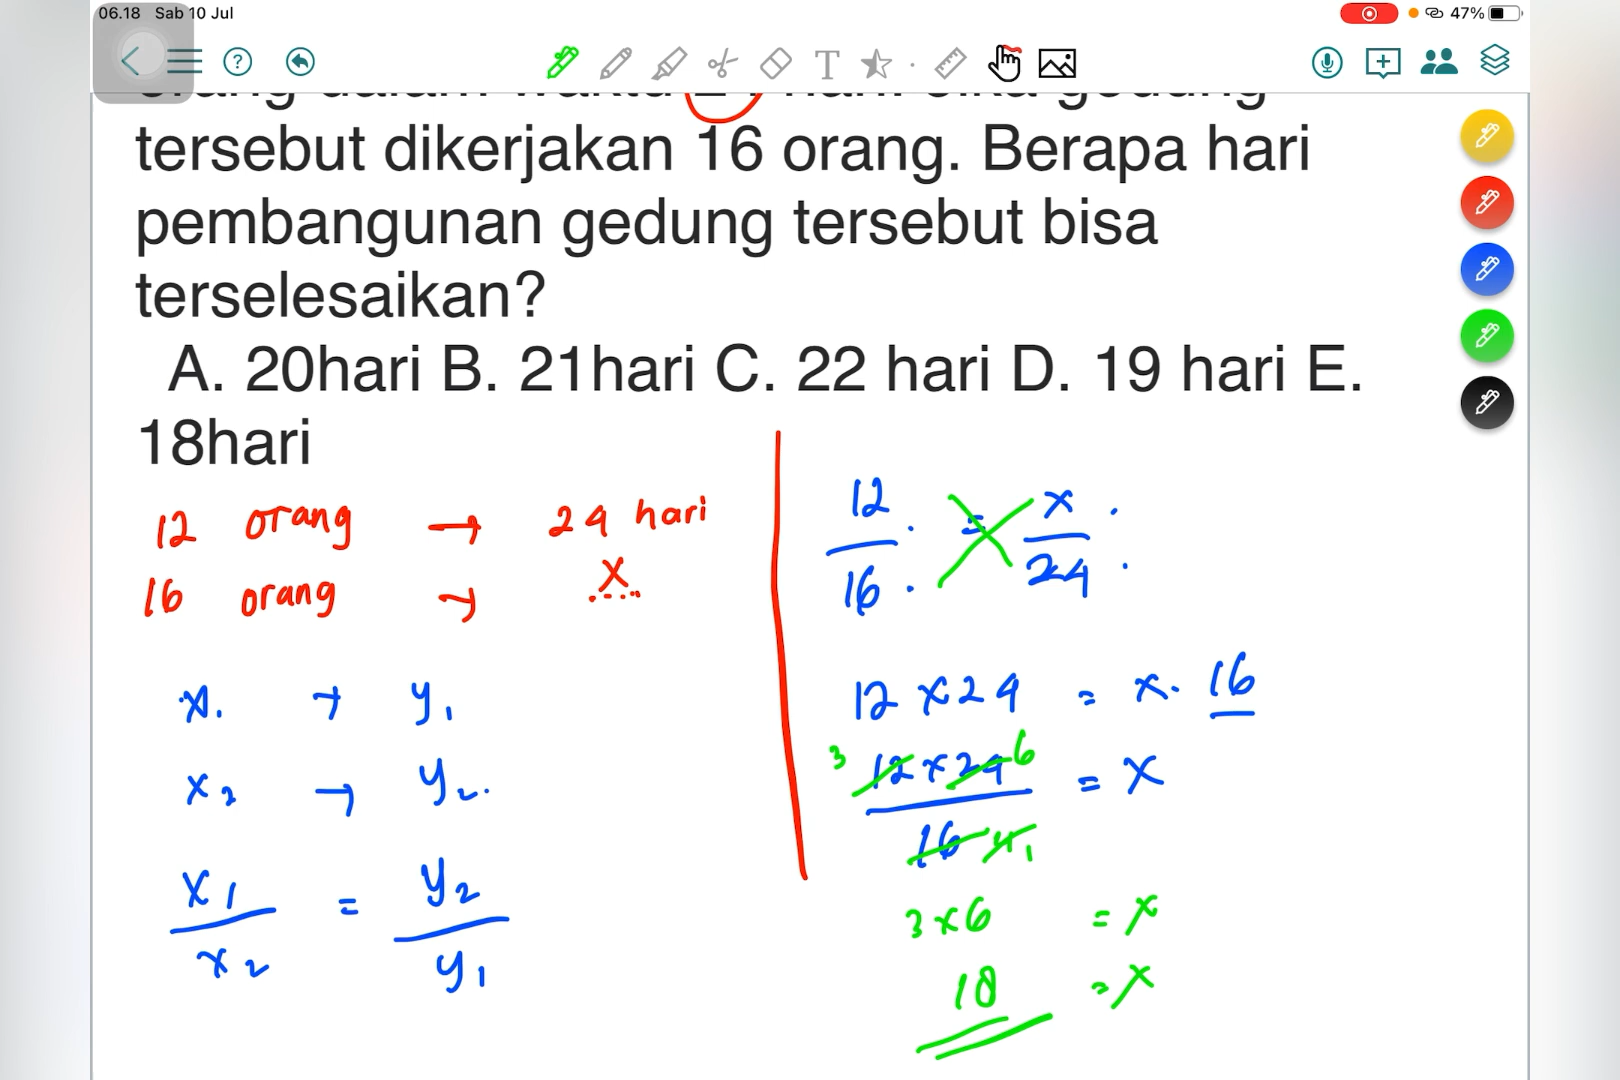 06.18 Sab 10 Jul
47%
tersebut dikerjakan 16 orang. Berapa hari
pembangunan gedung tersebut bisa
terselesaikan?
A. 20hari B. 21hari C. 22 hari D. 19 hari E.
18hari
12 orang → 24 hari
16 orang → x
x1 → y1
x2 → y2.
x1 = y2
x2 y1
12 = x
16 24
12 x 24 = x. 16
3 12 x 24 6 = x
16 4 1
3 x 6 = x
18 = x